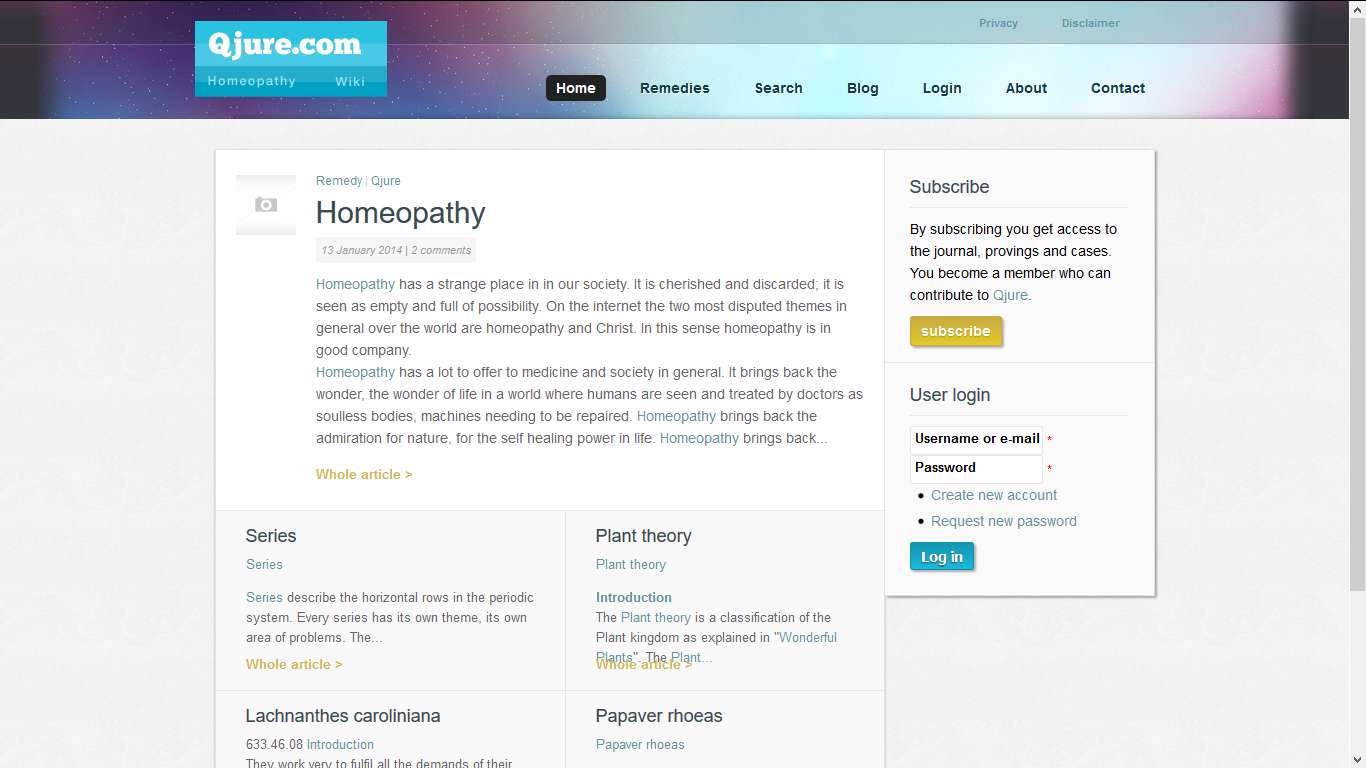 Privacy Disclaimer
Qjure.com
Homeopathy Wiki
Home Remedies Search Blog Login About Contact
Remedy | Qjure
Homeopathy
13 January 2014 | 2 comments
Homeopathy has a strange place in in our society. It is cherished and discarded; it is
seen as empty and full of possibility. On the internet the two most disputed themes in
general over the world are homeopathy and Christ. In this sense homeopathy is in
good company.
Homeopathy has a lot to offer to medicine and society in general. It brings back the
wonder, the wonder of life in a world where humans are seen and treated by doctors as
soulless bodies, machines needing to be repaired. Homeopathy brings back the
admiration for nature, for the self healing power in life. Homeopathy brings back...
Whole article >
Series
Series
Series describe the horizontal rows in the periodic
system. Every series has its own theme, its own
area of problems. The...
Whole article >
Plant theory
Plant theory
Introduction
The Plant theory is a classification of the
Plant kingdom as explained in "Wonderful
Plants". The Plant...
Whole article >
Lachnanthes caroliniana
633.46.08 Introduction
They work very to fulfil all the demands of their
Papaver rhoeas
Papaver rhoeas
Subscribe
By subscribing you get access to
the journal, provings and cases.
You become a member who can
contribute to Qjure.
subscribe
User login
Username or e-mail *
Password *
Create new account
Request new password
Log in